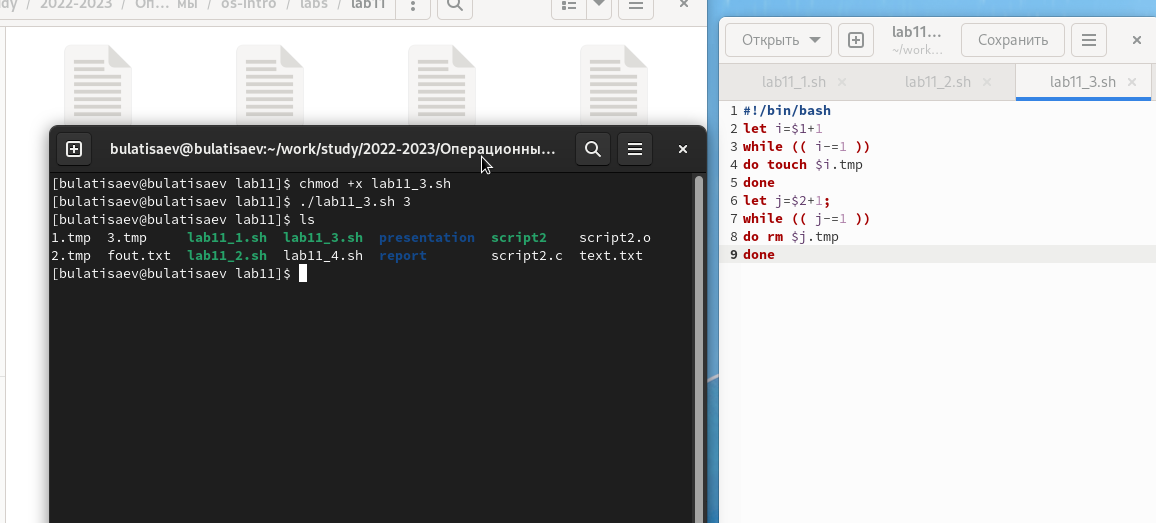 dy / 2022-2023 / Оп… мы / os-intro / labs / lab11
bulatisaev@bulatisaev:~/work/study/2022-2023/Операционны...
[bulatisaev@bulatisaev lab11]$ chmod +x lab11_3.sh
[bulatisaev@bulatisaev lab11]$ ./lab11_3.sh 3
[bulatisaev@bulatisaev lab11]$ ls
1.tmp 3.tmp lab11_1.sh lab11_3.sh presentation script2 script2.o
2.tmp fout.txt lab11_2.sh lab11_4.sh report script2.c text.txt
[bulatisaev@bulatisaev lab11]$
Открыть
lab11...
~/work...
Сохранить
lab11_1.sh lab11_2.sh lab11_3.sh
1 #!/bin/bash
2 let i=$1+1
3 while (( i-=1 ))
4 do touch $i.tmp
5 done
6 let j=$2+1;
7 while (( j-=1 ))
8 do rm $j.tmp
9 done